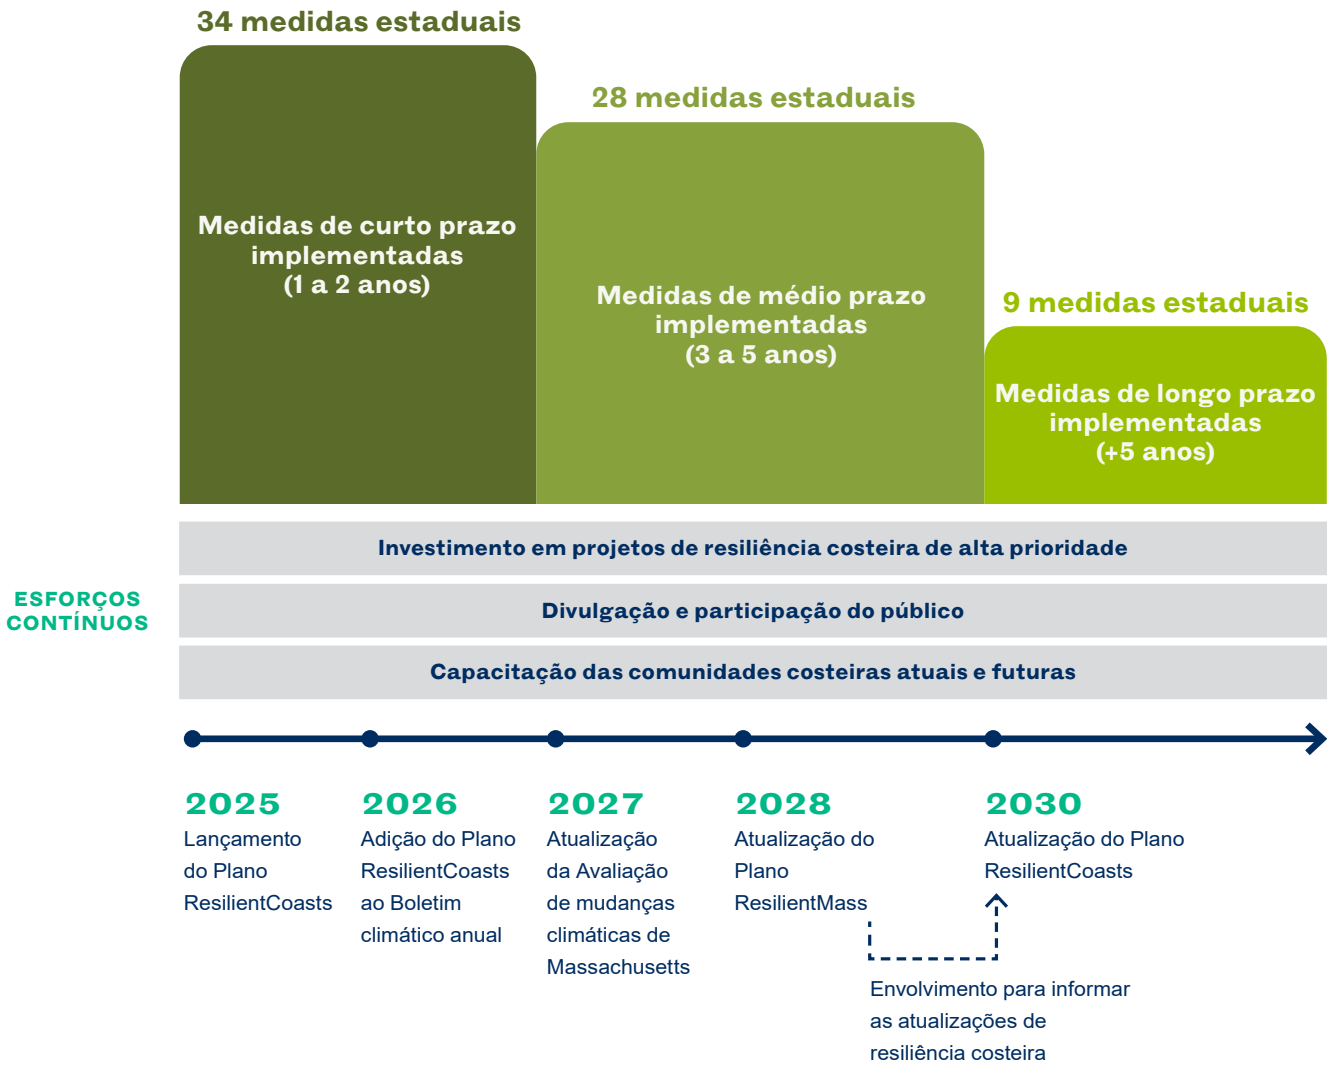 34 medidas estaduais
28 medidas estaduais
9 medidas estaduais
Medidas de curto prazo
implementadas
(1 a 2 anos)
Medidas de médio prazo
implementadas
(3 a 5 anos)
Medidas de longo prazo
implementadas
(+5 anos)
ESFORÇOS
CONTÍNUOS
Investimento em projetos de resiliência costeira de alta prioridade
Divulgação e participação do público
Capacitação das comunidades costeiras atuais e futuras
2025
Lançamento
do Plano
ResilientCoasts
2026
Adição do Plano
ResilientCoasts
ao Boletim
climático anual
2027
Atualização
da Avaliação
de mudanças
climáticas de
Massachusetts
2028
Atualização do
Plano
ResilientMass
2030
Atualização do Plano
ResilientCoasts
Envolvimento para informar
as atualizações de
resiliência costeira